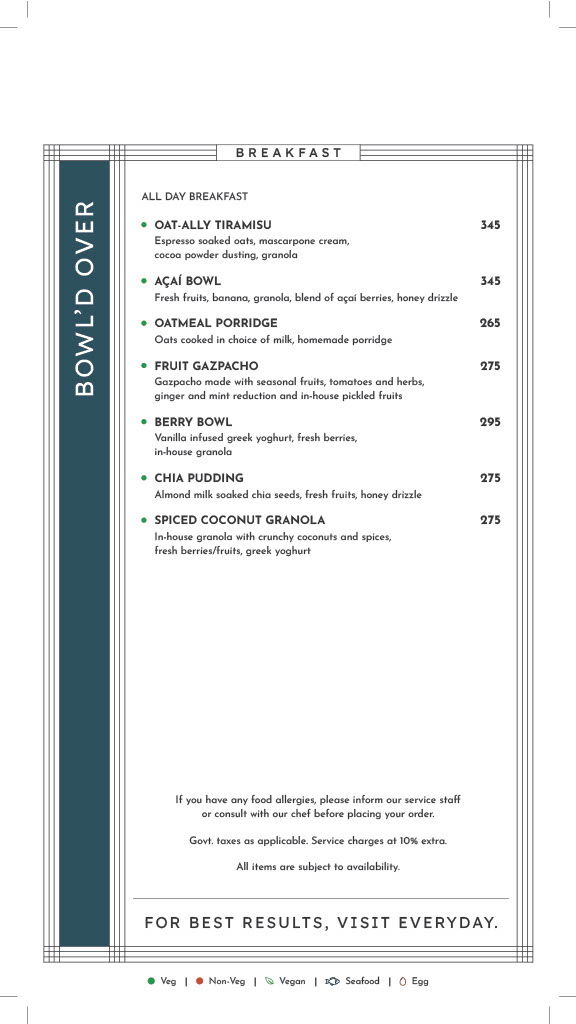 BREAKFAST
BOWL'D OVER
ALL DAY BREAKFAST
OAT-ALLY TIRAMISU 345
Espresso soaked oats, mascarpone cream,
cocoa powder dusting, granola
AÇAÍ BOWL 345
Fresh fruits, banana, granola, blend of açaí berries, honey drizzle
OATMEAL PORRIDGE 265
Oats cooked in choice of milk, homemade porridge
FRUIT GAZPACHO 275
Gazpacho made with seasonal fruits, tomatoes and herbs,
ginger and mint reduction and in-house pickled fruits
BERRY BOWL 295
Vanilla infused greek yoghurt, fresh berries,
in-house granola
CHIA PUDDING 275
Almond milk soaked chia seeds, fresh fruits, honey drizzle
SPICED COCONUT GRANOLA 275
In-house granola with crunchy coconuts and spices,
fresh berries/fruits, greek yoghurt
If you have any food allergies, please inform our service staff
or consult with our chef before placing your order.
Govt. taxes as applicable. Service charges at 10% extra.
All items are subject to availability.
FOR BEST RESULTS, VISIT EVERYDAY.
Veg | Non-Veg | Vegan | Seafood | Egg